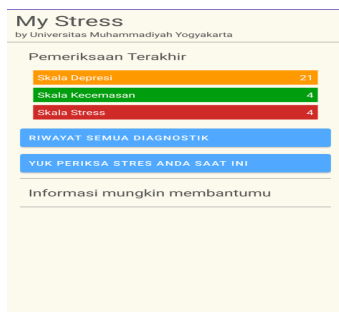 My Stress
by Universitas Muhammadiyah Yogyakarta
Pemeriksaan Terakhir
Skala Depresi 21
Skala Kecemasan 4
Skala Stress 4
RIWAYAT SEMUA DIAGNOSTIK
YUK PERIKSA STRES ANDA SAAT INI
Informasi mungkin membantumu